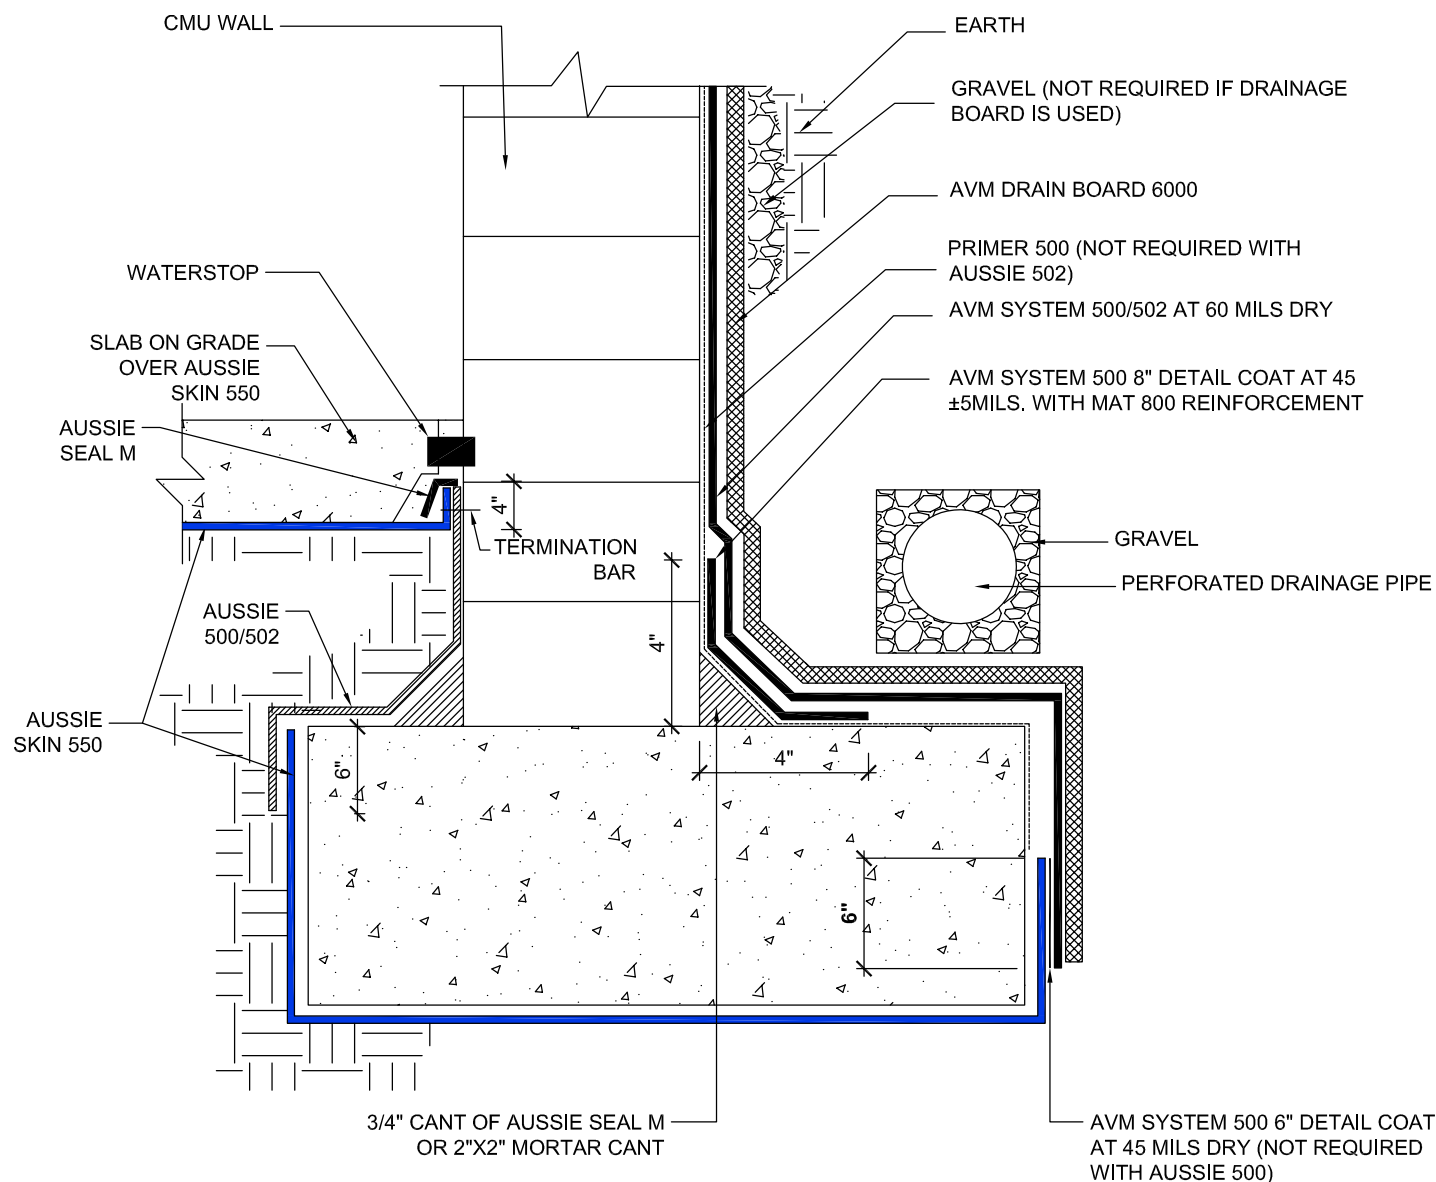 CMU WALL
EARTH
GRAVEL (NOT REQUIRED IF DRAINAGE
BOARD IS USED)
AVM DRAIN BOARD 6000
PRIMER 500 (NOT REQUIRED WITH
AUSSIE 502)
AVM SYSTEM 500/502 AT 60 MILS DRY
AVM SYSTEM 500 8" DETAIL COAT AT 45
±5MILS. WITH MAT 800 REINFORCEMENT
WATERSTOP
SLAB ON GRADE
OVER AUSSIE
SKIN 550
AUSSIE
SEAL M
4"
TERMINATION
BAR
GRAVEL
PERFORATED DRAINAGE PIPE
AUSSIE
500/502
4"
AUSSIE
SKIN 550
6"
4"
6"
3/4" CANT OF AUSSIE SEAL M
OR 2"X2" MORTAR CANT
AVM SYSTEM 500 6" DETAIL COAT
AT 45 MILS DRY (NOT REQUIRED
WITH AUSSIE 500)